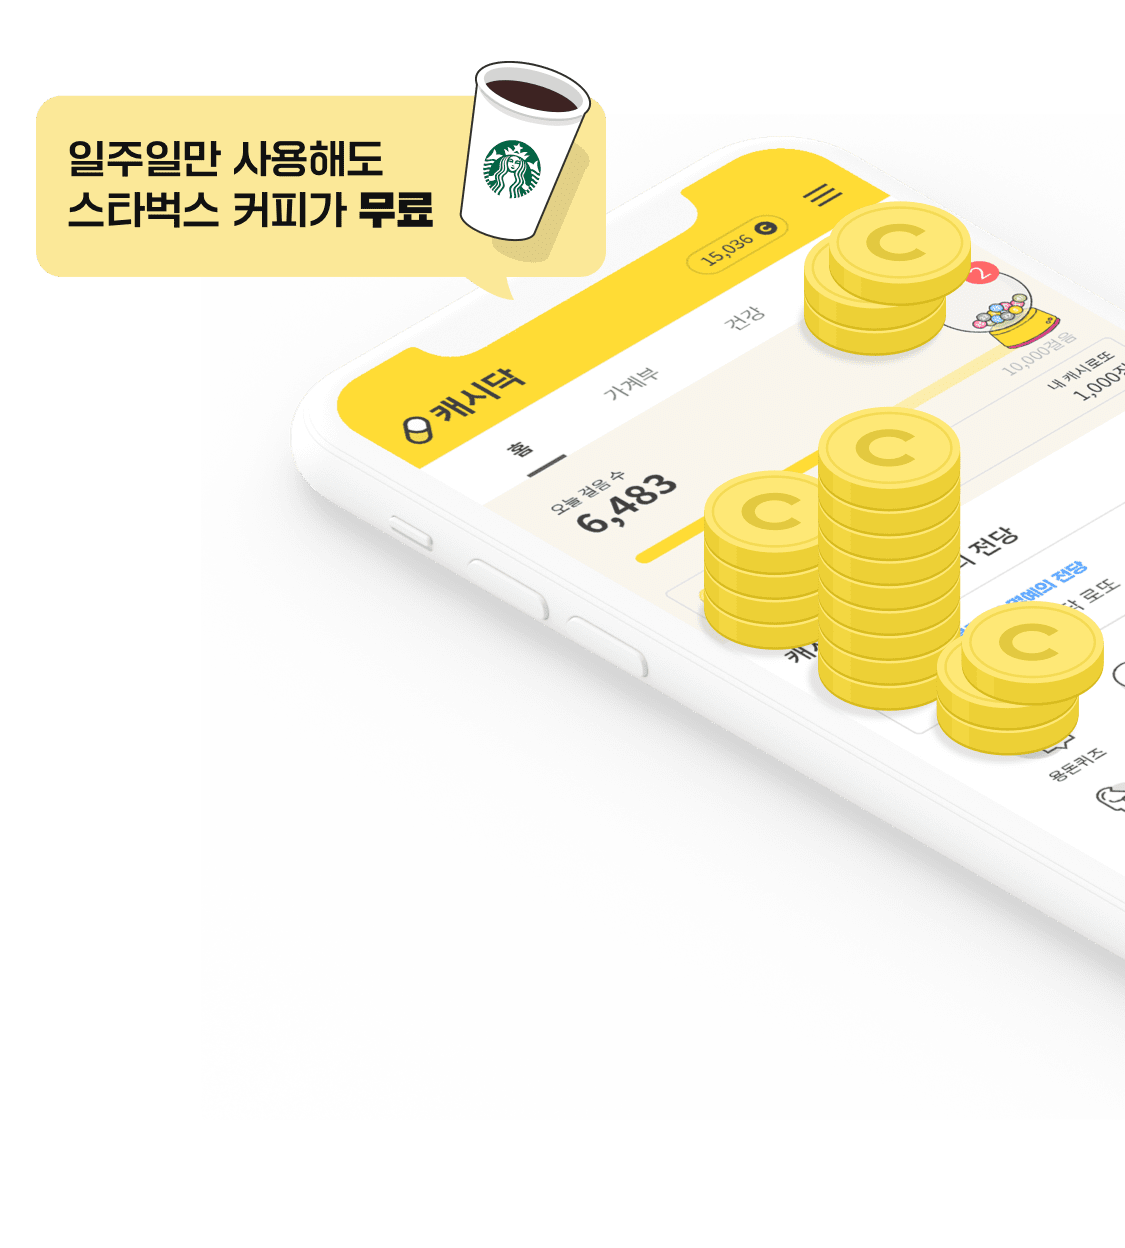 일주일만 사용해도
스타벅스 커피가 무료
15,036
캐시닥
홈
가계부
건강
2
오늘 걸음 수
6,483
10,000걸음
내 캐시로또
전당
명예의 전당
로또
용돈퀴즈